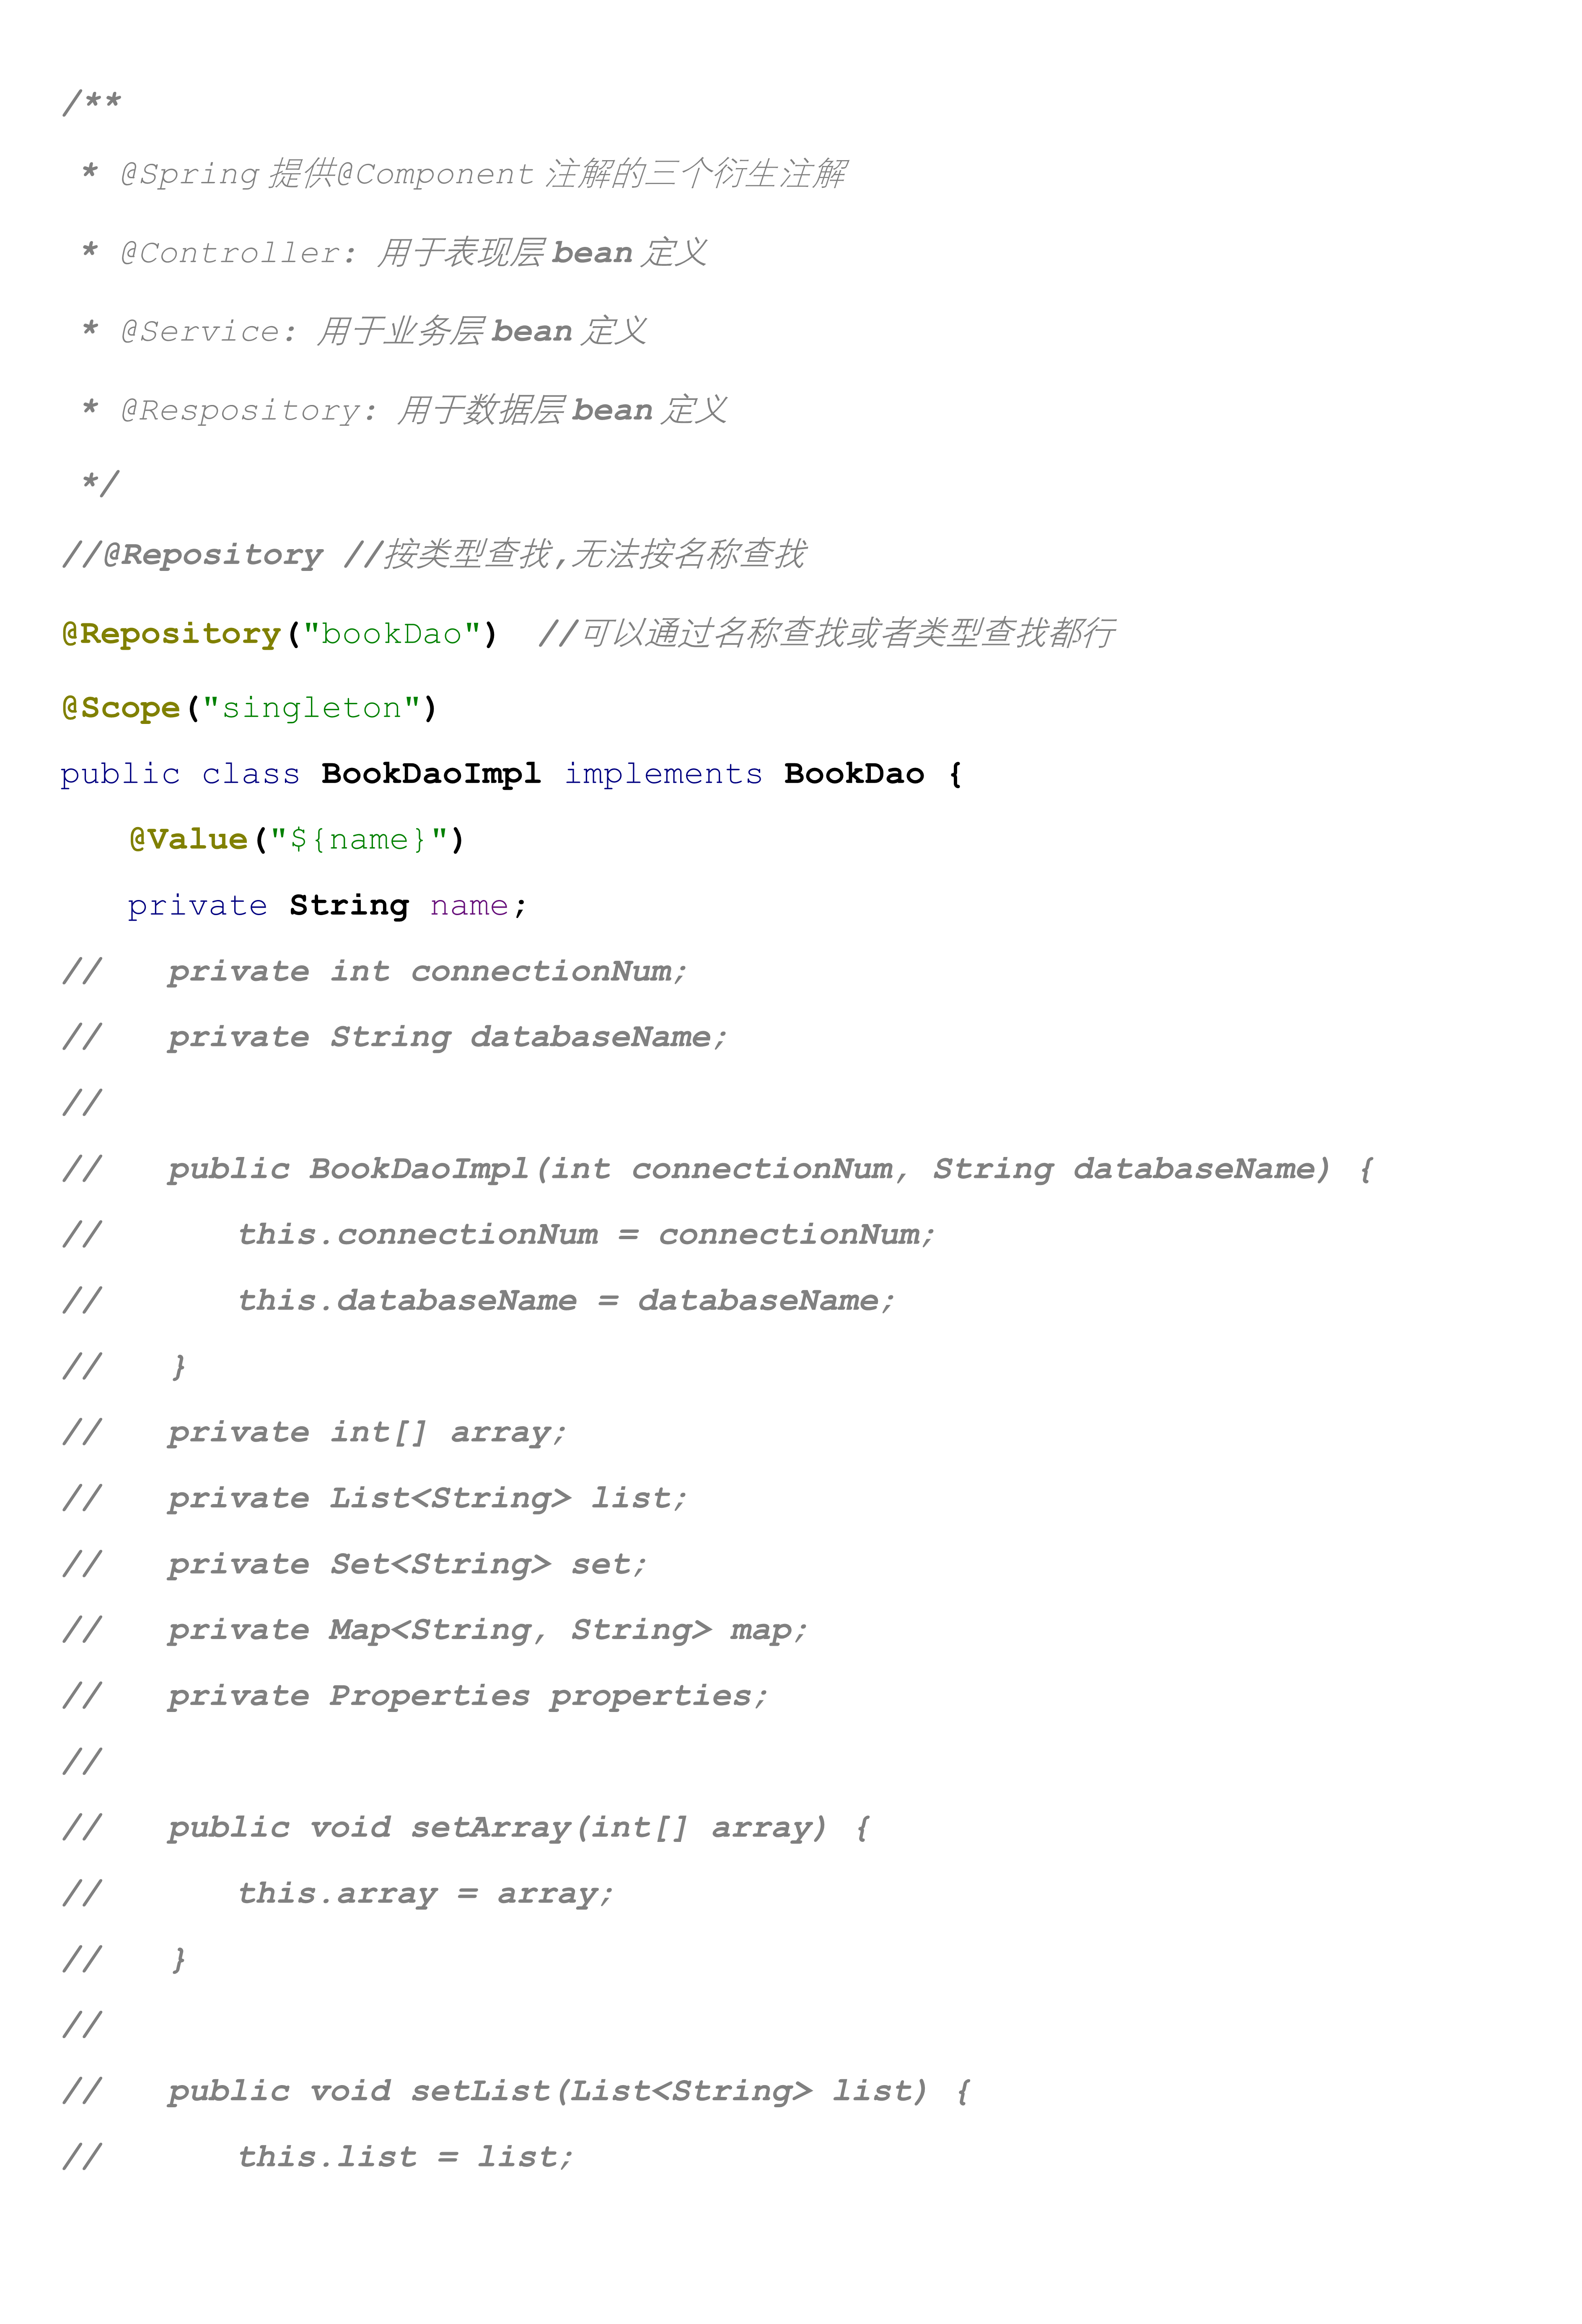 /**
 * @Spring 提供@Component 注解的三个衍生注解
 * @Controller: 用于表现层 bean 定义
 * @Service: 用于业务层 bean 定义
 * @Respository: 用于数据层 bean 定义
 */
//@Repository //按类型查找,无法按名称查找
@Repository("bookDao")  //可以通过名称查找或者类型查找都行
@Scope("singleton")
public class BookDaoImpl implements BookDao {
    @Value("${name}")
    private String name;
//    private int connectionNum;
//    private String databaseName;
//
//    public BookDaoImpl(int connectionNum, String databaseName) {
//        this.connectionNum = connectionNum;
//        this.databaseName = databaseName;
//    }
//    private int[] array;
//    private List<String> list;
//    private Set<String> set;
//    private Map<String, String> map;
//    private Properties properties;
//
//    public void setArray(int[] array) {
//        this.array = array;
//    }
//
//    public void setList(List<String> list) {
//        this.list = list;